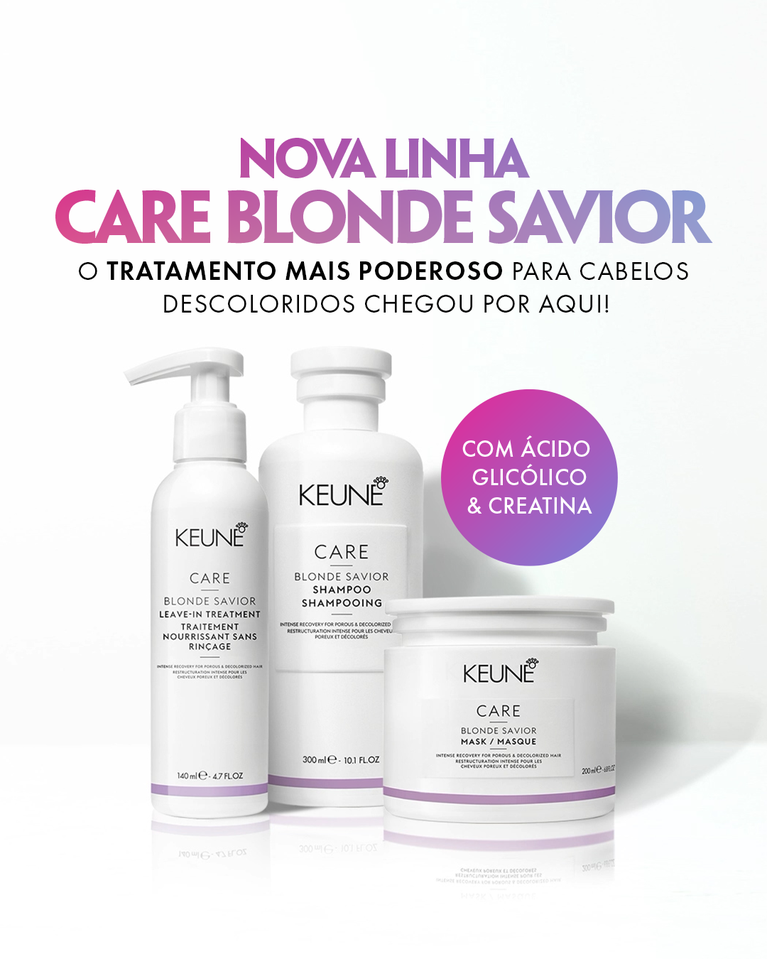 NOVA LINHA
CARE BLONDE SAVIOR
O TRATAMENTO MAIS PODEROSO PARA CABELOS
DESCOLORIDOS CHEGOU POR AQUI!
COM ÁCIDO
GLICÓLICO
& CREATINA
KEUNE
CARE
BLONDE SAVIOR
LEAVE-IN TREATMENT
TRAITEMENT
NOURRISSANT SANS
RINÇAGE
INTENSE RECOVERY FOR POROUS & DECOLORIZED HAIR
RESTRUCTURATION INTENSE POUR LES
CHEVEUX POREUX ET DÉCOLORÉS
140 ml ℮ - 4.7 FL.OZ
KEUNE
CARE
BLONDE SAVIOR
SHAMPOO
SHAMPOOING
INTENSE RECOVERY FOR POROUS & DECOLORIZED
RESTRUCTURATION INTENSE POUR LES CHEVEU
POREUX ET DÉCOLORÉS
300 ml ℮ - 10.1 FL.OZ
KEUNE
CARE
BLONDE SAVIOR
MASK / MASQUE
INTENSE RECOVERY FOR POROUS & DECOLORIZED HAIR
RESTRUCTURATION INTENSE POUR LES
CHEVEUX POREUX ET DÉCOLORÉS
200 ml ℮ - 6.8 FL.OZ